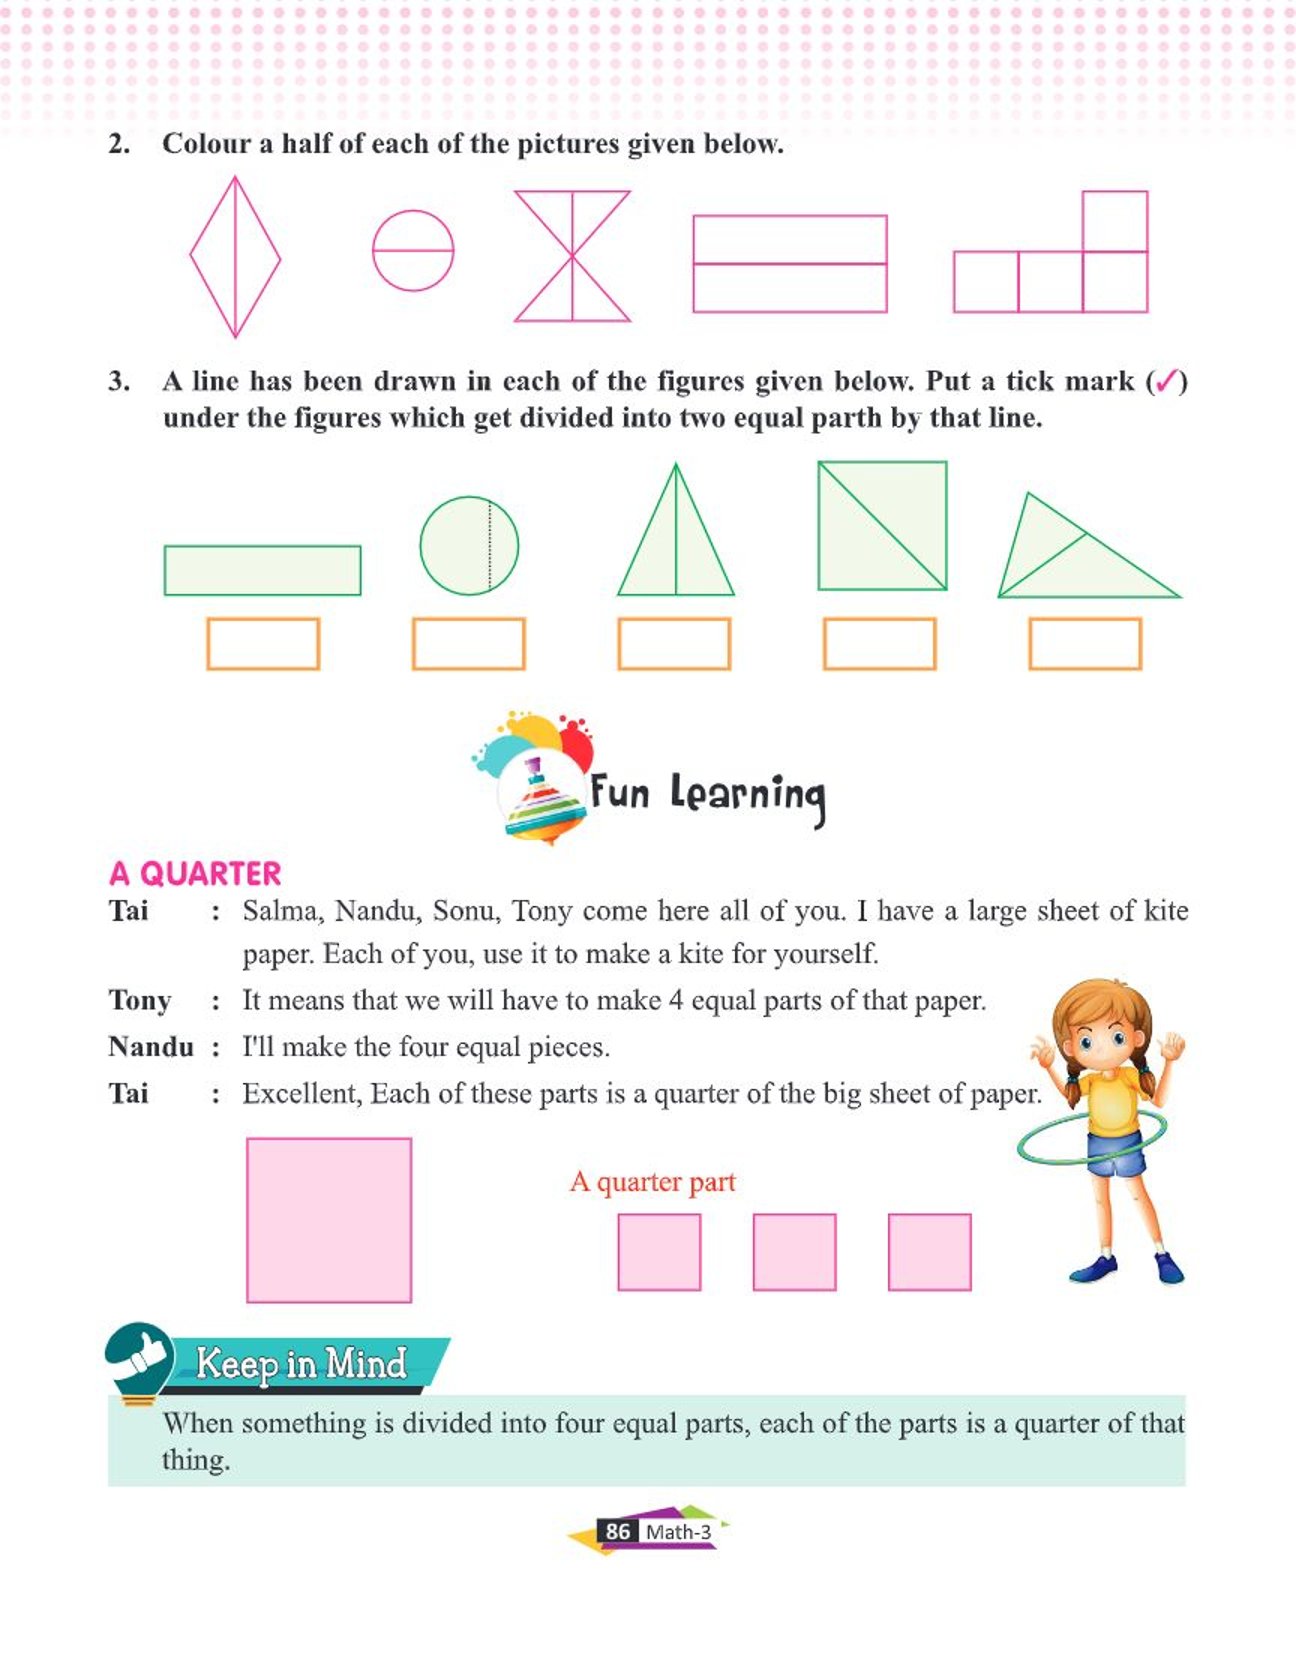 2. Colour a half of each of the pictures given below.
3. A line has been drawn in each of the figures given below. Put a tick mark (✓)
under the figures which get divided into two equal parth by that line.
Fun Learning
A QUARTER
Tai : Salma, Nandu, Sonu, Tony come here all of you. I have a large sheet of kite
paper. Each of you, use it to make a kite for yourself.
Tony : It means that we will have to make 4 equal parts of that paper.
Nandu : I'll make the four equal pieces.
Tai : Excellent, Each of these parts is a quarter of the big sheet of paper.
A quarter part
Keep in Mind
When something is divided into four equal parts, each of the parts is a quarter of that
thing.
86 Math-3